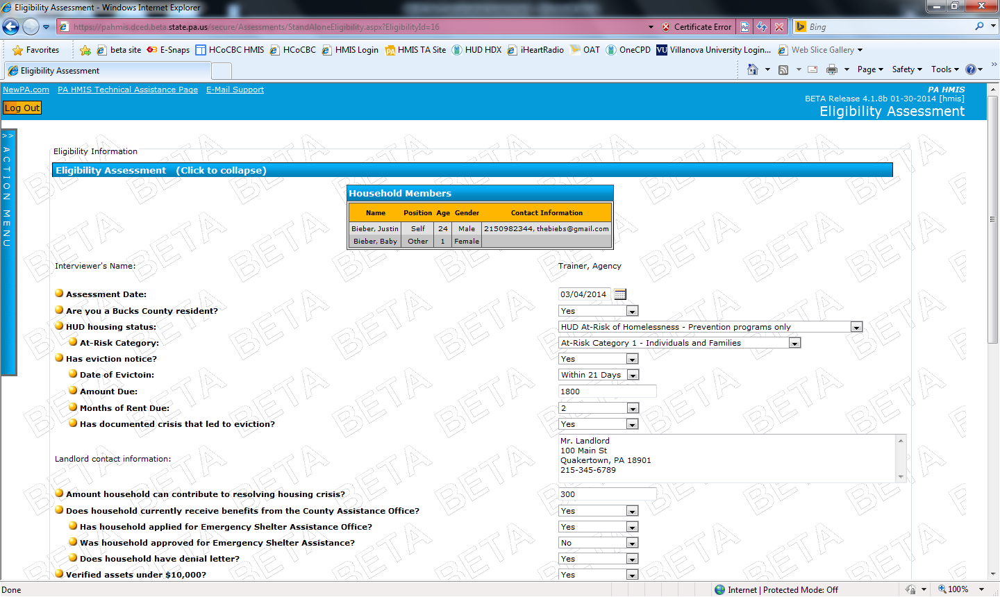 Eligibility Assessment - Windows Internet Explorer
https://pahmis.dced.beta.state.pa.us/secure/Assessments/StandAloneEligibility.aspx?EligibilityId=16
Certificate Error
Bing
Favorites
beta site
E-Snaps
HCoCBC HMIS
HCoCBC
HMIS Login
HMIS TA Site
HUD HDX
iHeartRadio
OAT
OneCPD
Villanova University Login...
Web Slice Gallery
Eligibility Assessment
Page
Safety
Tools
NewPA.com PA HMIS Technical Assistance Page E-Mail Support
PA HMIS
BETA Release 4.1.8b 01-30-2014 [hmis]
Log Out
Eligibility Assessment
>> ACTION MENU
Eligibility Information
Eligibility Assessment (Click to collapse)
Household Members
Name Position Age Gender Contact Information
Bieber, Justin Self 24 Male 2150982344, thebiebs@gmail.com
Bieber, Baby Other 1 Female
Interviewer's Name: Trainer, Agency
Assessment Date: 03/04/2014
Are you a Bucks County resident? Yes
HUD housing status: HUD At-Risk of Homelessness - Prevention programs only
At-Risk Category: At-Risk Category 1 - Individuals and Families
Has eviction notice? Yes
Date of Evictoin: Within 21 Days
Amount Due: 1800
Months of Rent Due: 2
Has documented crisis that led to eviction? Yes
Landlord contact information:
Mr. Landlord
100 Main St
Quakertown, PA 18901
215-345-6789
Amount household can contribute to resolving housing crisis? 300
Does household currently receive benefits from the County Assistance Office? Yes
Has household applied for Emergency Shelter Assistance Office? Yes
Was household approved for Emergency Shelter Assistance? No
Does household have denial letter? Yes
Verified assets under $10,000? Yes
BETA
Done
Internet | Protected Mode: Off
100%